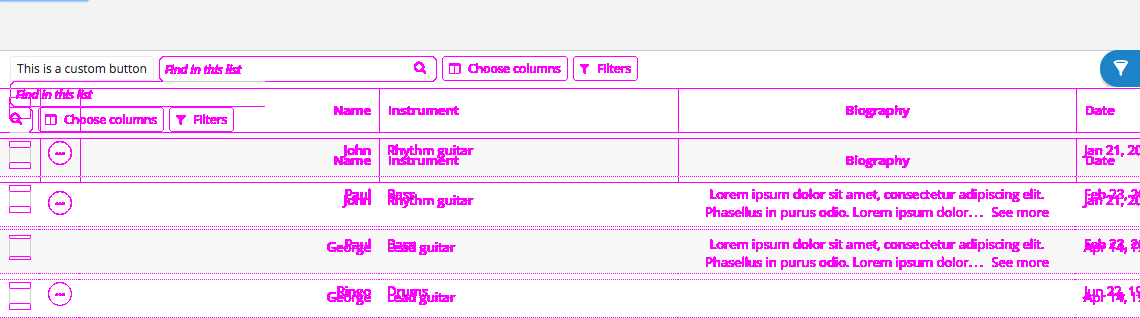 This is a custom button Find in this list Choose columns Filters
Find in this list
Name Instrument Biography Date
Choose columns Filters
John Rhythm guitar Jan 21, 20
Name Instrument Biography Date
Paul Bass Lorem ipsum dolor sit amet, consectetur adipiscing elit. Feb 23, 20
John Rhythm guitar Jan 21, 20
Phasellus in purus odio. Lorem ipsum dolor… See more
Paul Bass Lorem ipsum dolor sit amet, consectetur adipiscing elit. Feb 23, 20
George Lead guitar Apr 14, 19
Phasellus in purus odio. Lorem ipsum dolor… See more
Ringo Drums Jun 22, 19
George Lead guitar Apr 14, 19